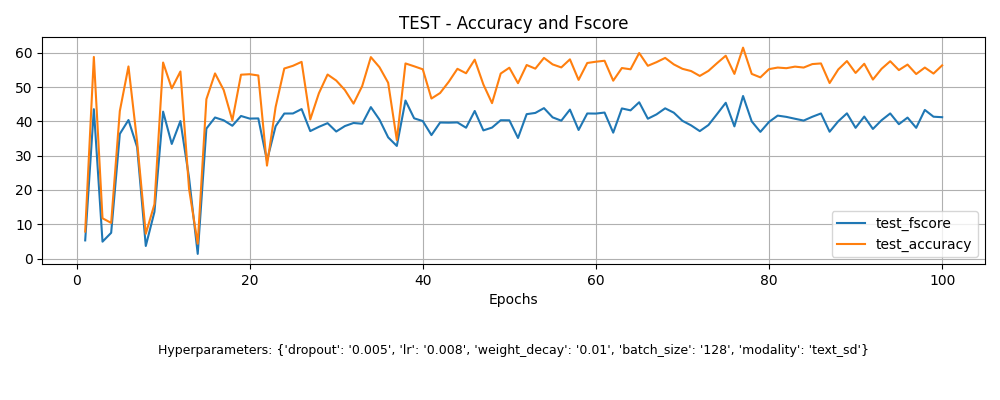 TEST - Accuracy and Fscore
60
50
40
30
20
10
0
test_fscore
test_accuracy
0 20 40 60 80 100
Epochs
Hyperparameters: {'dropout': '0.005', 'lr': '0.008', 'weight_decay': '0.01', 'batch_size': '128', 'modality': 'text_sd'}